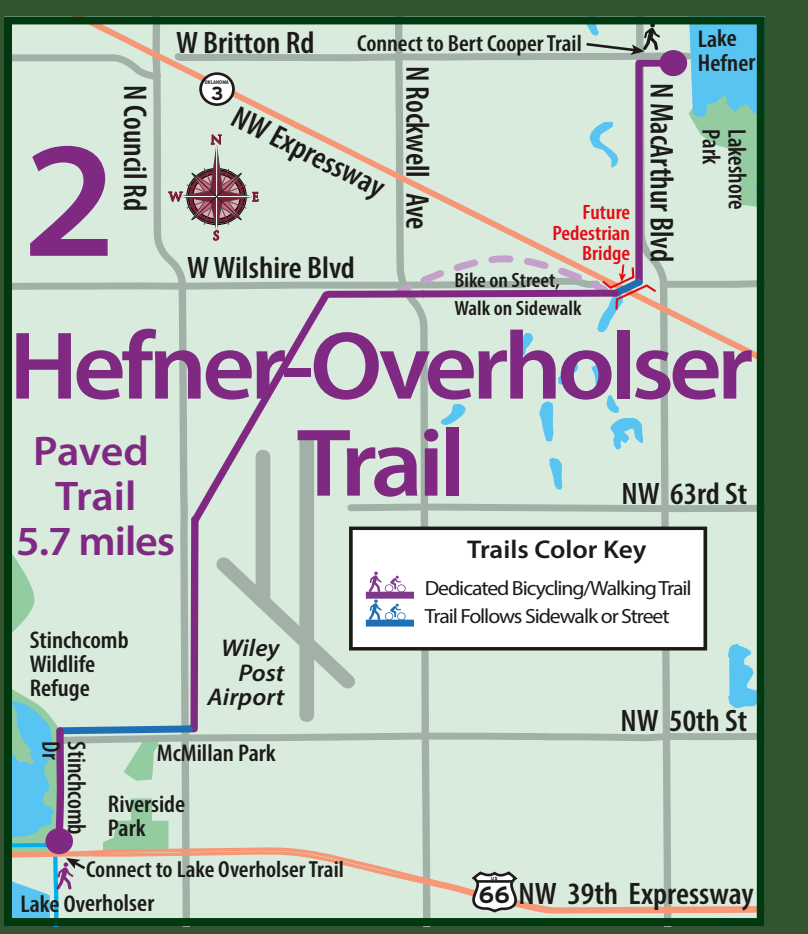 W Britton Rd
Connect to Bert Cooper Trail
Lake
Hefner
OKLAHOMA
3
N Council Rd
N Rockwell Ave
NW Expressway
N MacArthur Blvd
Lakeshore
Park
2
N
W
E
S
Future
Pedestrian
Bridge
W Wilshire Blvd
Bike on Street,
Walk on Sidewalk
Hefner-Overholser
Trail
Paved
Trail
5.7 miles
NW 63rd St
Trails Color Key
Dedicated Bicycling/Walking Trail
Trail Follows Sidewalk or Street
Stinchcomb
Wildlife
Refuge
Wiley
Post
Airport
NW 50th St
Stinchcomb
Dr
McMillan Park
Riverside
Park
Connect to Lake Overholser Trail
US
66
NW 39th Expressway
Lake Overholser